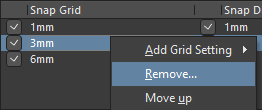 Snap Grid Snap D
1mm 1mm
3mm
Add Grid Setting
6mm
Remove...
Move up